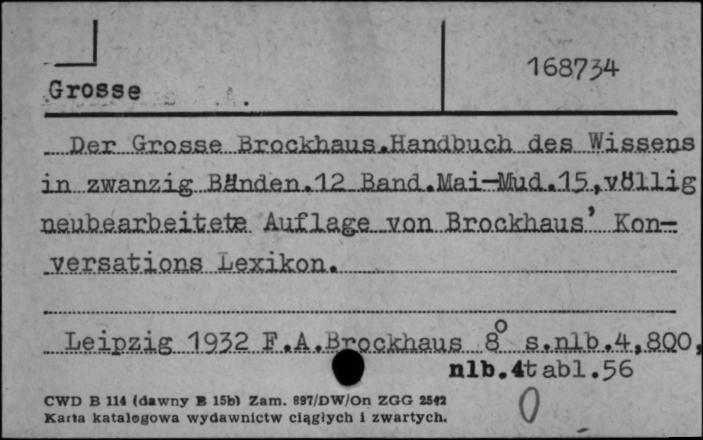 168734
Grosse
Der Grosse Brockhaus.Handbuch des Wissens
in zwanzig Bänden.12 Band.Mai-Mud.15,völlig
neubearbeitete Auflage von Brockhaus' Kon-
versations Lexikon.
Leipzig 1932 F.A.Brockhaus 8° s.nlb.4,800,
nlb.4tabl.56
CWD B 114 (dawny B 15b) Zam. 897/DW/On ZGG 2542
Karta katalogowa wydawnictw ciągłych i zwartych.
0